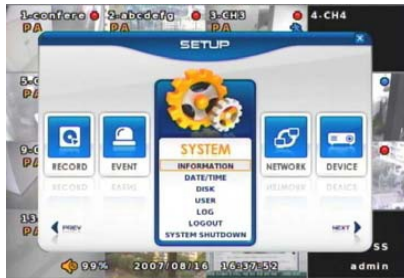 1-confere 2-abcdefg 3-CH3 4-CH4
PA PA PA
SETUP
RECORD EVENT SYSTEM NETWORK DEVICE
INFORMATION
DATE/TIME
DISK
USER
LOG
LOGOUT
SYSTEM SHUTDOWN
PREV NEXT
99% 2007/08/16 16:37:52 admin